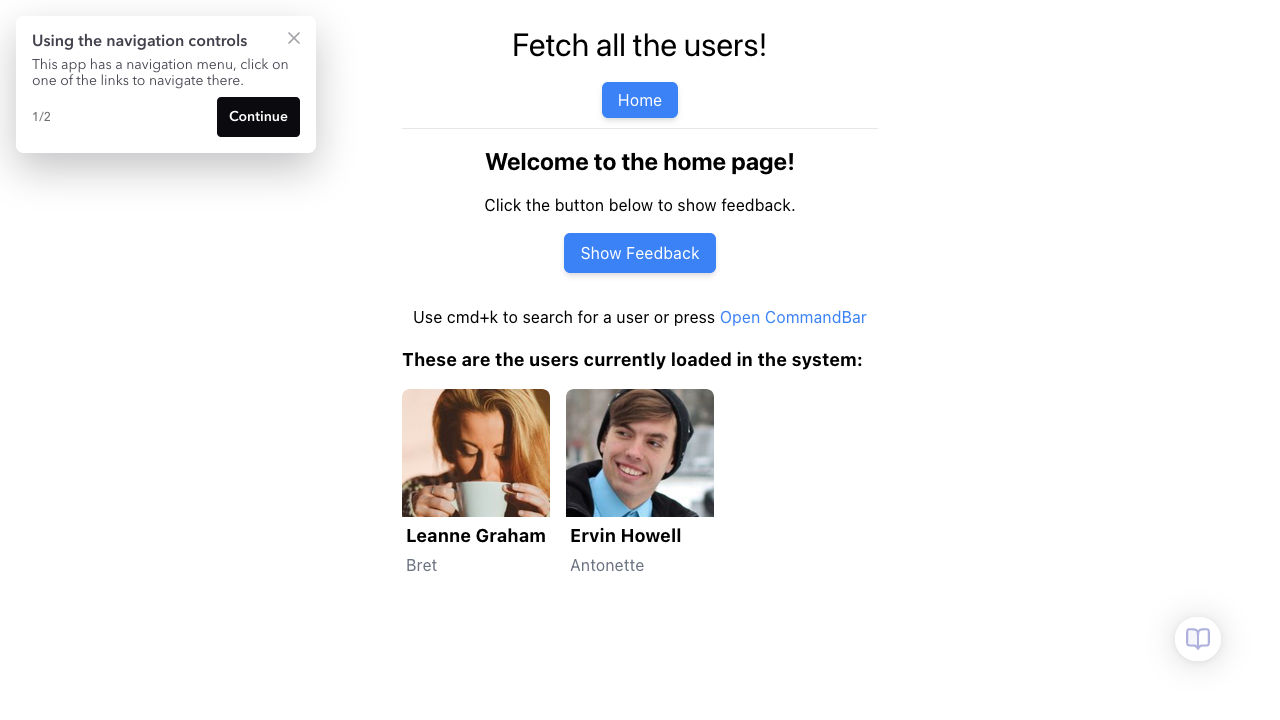 Using the navigation controls
This app has a navigation menu, click on
one of the links to navigate there.
1/2
Continue
Fetch all the users!
Home
Welcome to the home page!
Click the button below to show feedback.
Show Feedback
Use cmd+k to search for a user or press Open CommandBar
These are the users currently loaded in the system:
Leanne Graham
Bret
Ervin Howell
Antonette